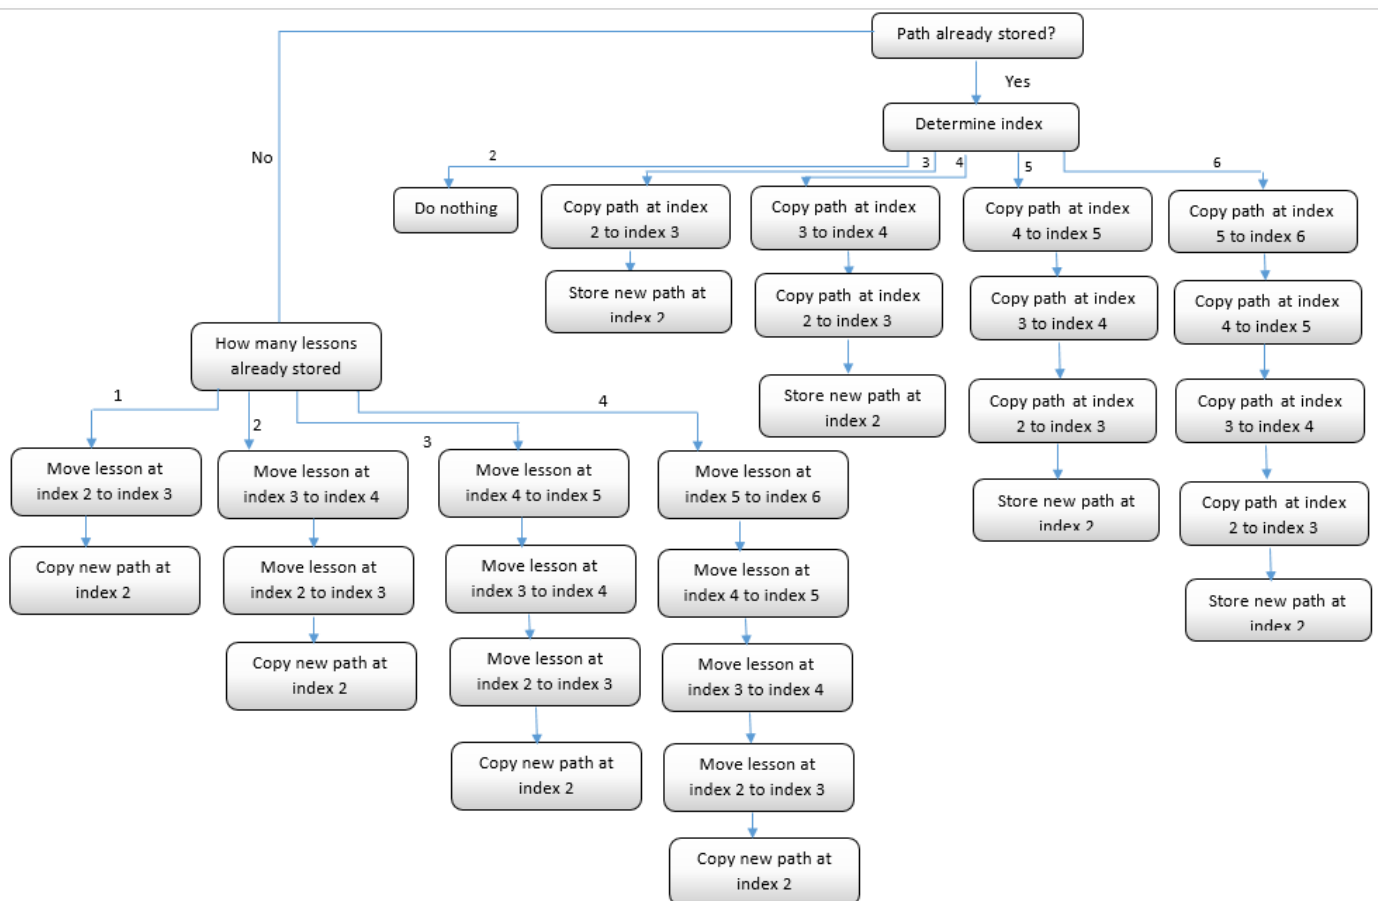 Path already stored?
Yes
Determine index
No
2
3
4
5
6
Do nothing
Copy path at index
2 to index 3
Store new path at
index 2
Copy path at index
3 to index 4
Copy path at index
2 to index 3
Store new path at
index 2
Copy path at index
4 to index 5
Copy path at index
3 to index 4
Copy path at index
2 to index 3
Store new path at
index 2
Copy path at index
5 to index 6
Copy path at index
4 to index 5
Copy path at index
3 to index 4
Copy path at index
2 to index 3
Store new path at
index 2
How many lessons
already stored
1
2
3
4
Move lesson at
index 2 to index 3
Copy new path at
index 2
Move lesson at
index 3 to index 4
Move lesson at
index 2 to index 3
Copy new path at
index 2
Move lesson at
index 4 to index 5
Move lesson at
index 3 to index 4
Move lesson at
index 2 to index 3
Copy new path at
index 2
Move lesson at
index 5 to index 6
Move lesson at
index 4 to index 5
Move lesson at
index 3 to index 4
Move lesson at
index 2 to index 3
Copy new path at
index 2